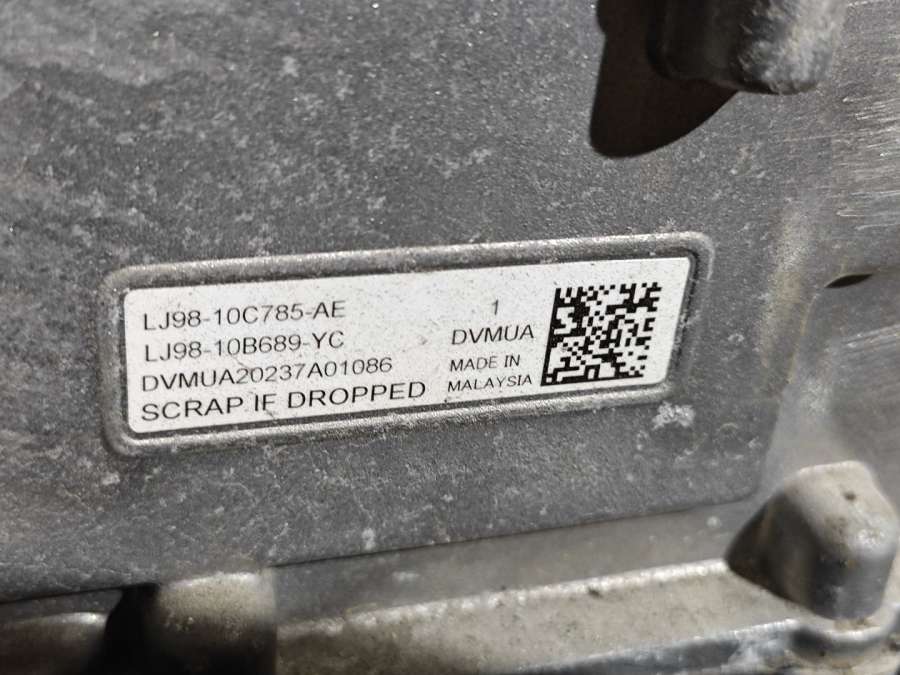 LJ98-10C785-AE
LJ98-10B689-YC
DVMUA20237A01086
SCRAP IF DROPPED
1
DVMUA
MADE IN
MALAYSIA